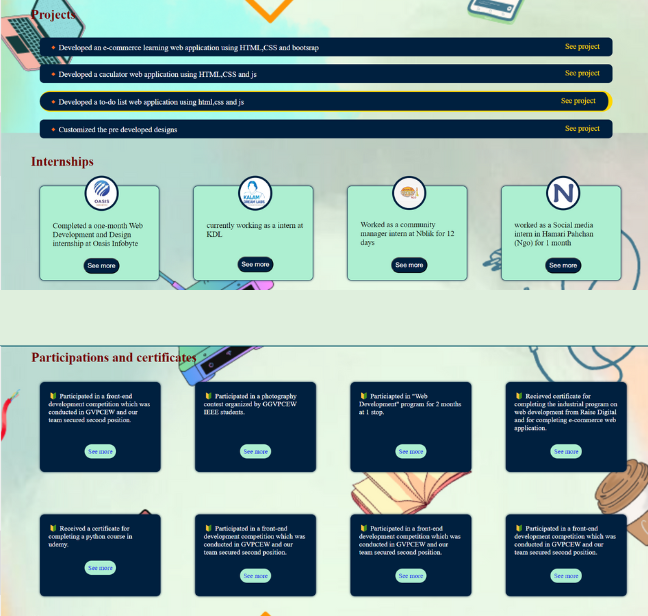 Projects
Developed an e-commerce learning web application using HTML,CSS and bootsrap
See project
Developed a caculator web application using HTML,CSS and js
See project
Developed a to-do list web application using html,css and js
See project
Customized the pre developed designs
See project
Internships
OASIS
KALAM
DREAM LABS
N
Completed a one-month Web
Development and Design
internship at Oasis Infobyte
See more
currently working as a intern at
KDL
See more
Worked as a community
manager intern at Nblik for 12
days
See more
worked as a Social media
intern in Hamari Pahchan
(Ngo) for 1 month
See more
Participations and certificates
Participated in a front-end
development competition which was
conducted in GVPCEW and our
team secured second position.
See more
Participated in a photography
contest organized by GGVPCEW
IEEE students.
See more
Particiapted in "Web
Development" program for 2 months
at 1 stop.
See more
Recieved certificate for
completing the industrial program on
web development from Raise Digital
and for completing e-commerce web
application.
See more
Received a certificate for
completing a python course in
udemy.
See more
Participated in a front-end
development competition which was
conducted in GVPCEW and our
team secured second position.
See more
Participated in a front-end
development competition which was
conducted in GVPCEW and our
team secured second position.
See more
Participated in a front-end
development competition which was
conducted in GVPCEW and our
team secured second position.
See more